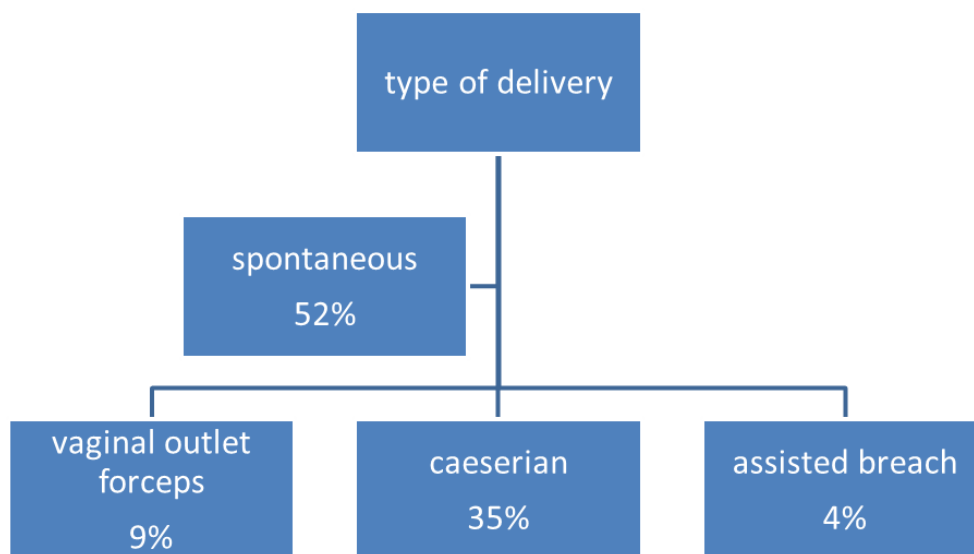 type of delivery
spontaneous
52%
vaginal outlet
forceps
9%
caeserian
35%
assisted breach
4%